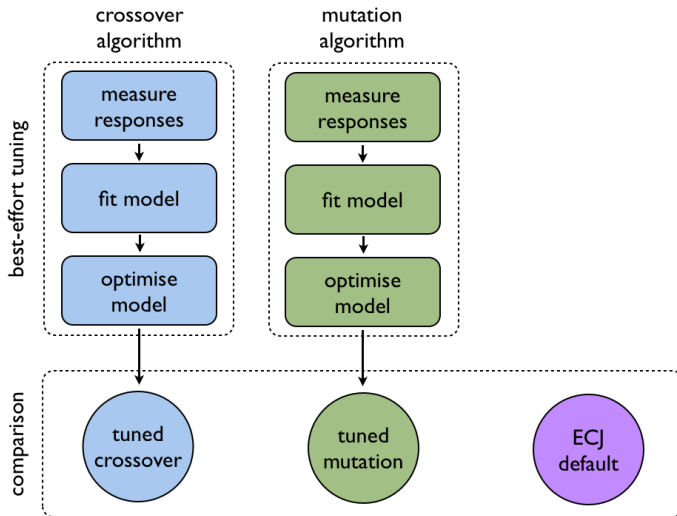 crossover
algorithm
mutation
algorithm
best-effort tuning
measure
responses
fit model
optimise
model
measure
responses
fit model
optimise
model
comparison
tuned
crossover
tuned
mutation
ECJ
default